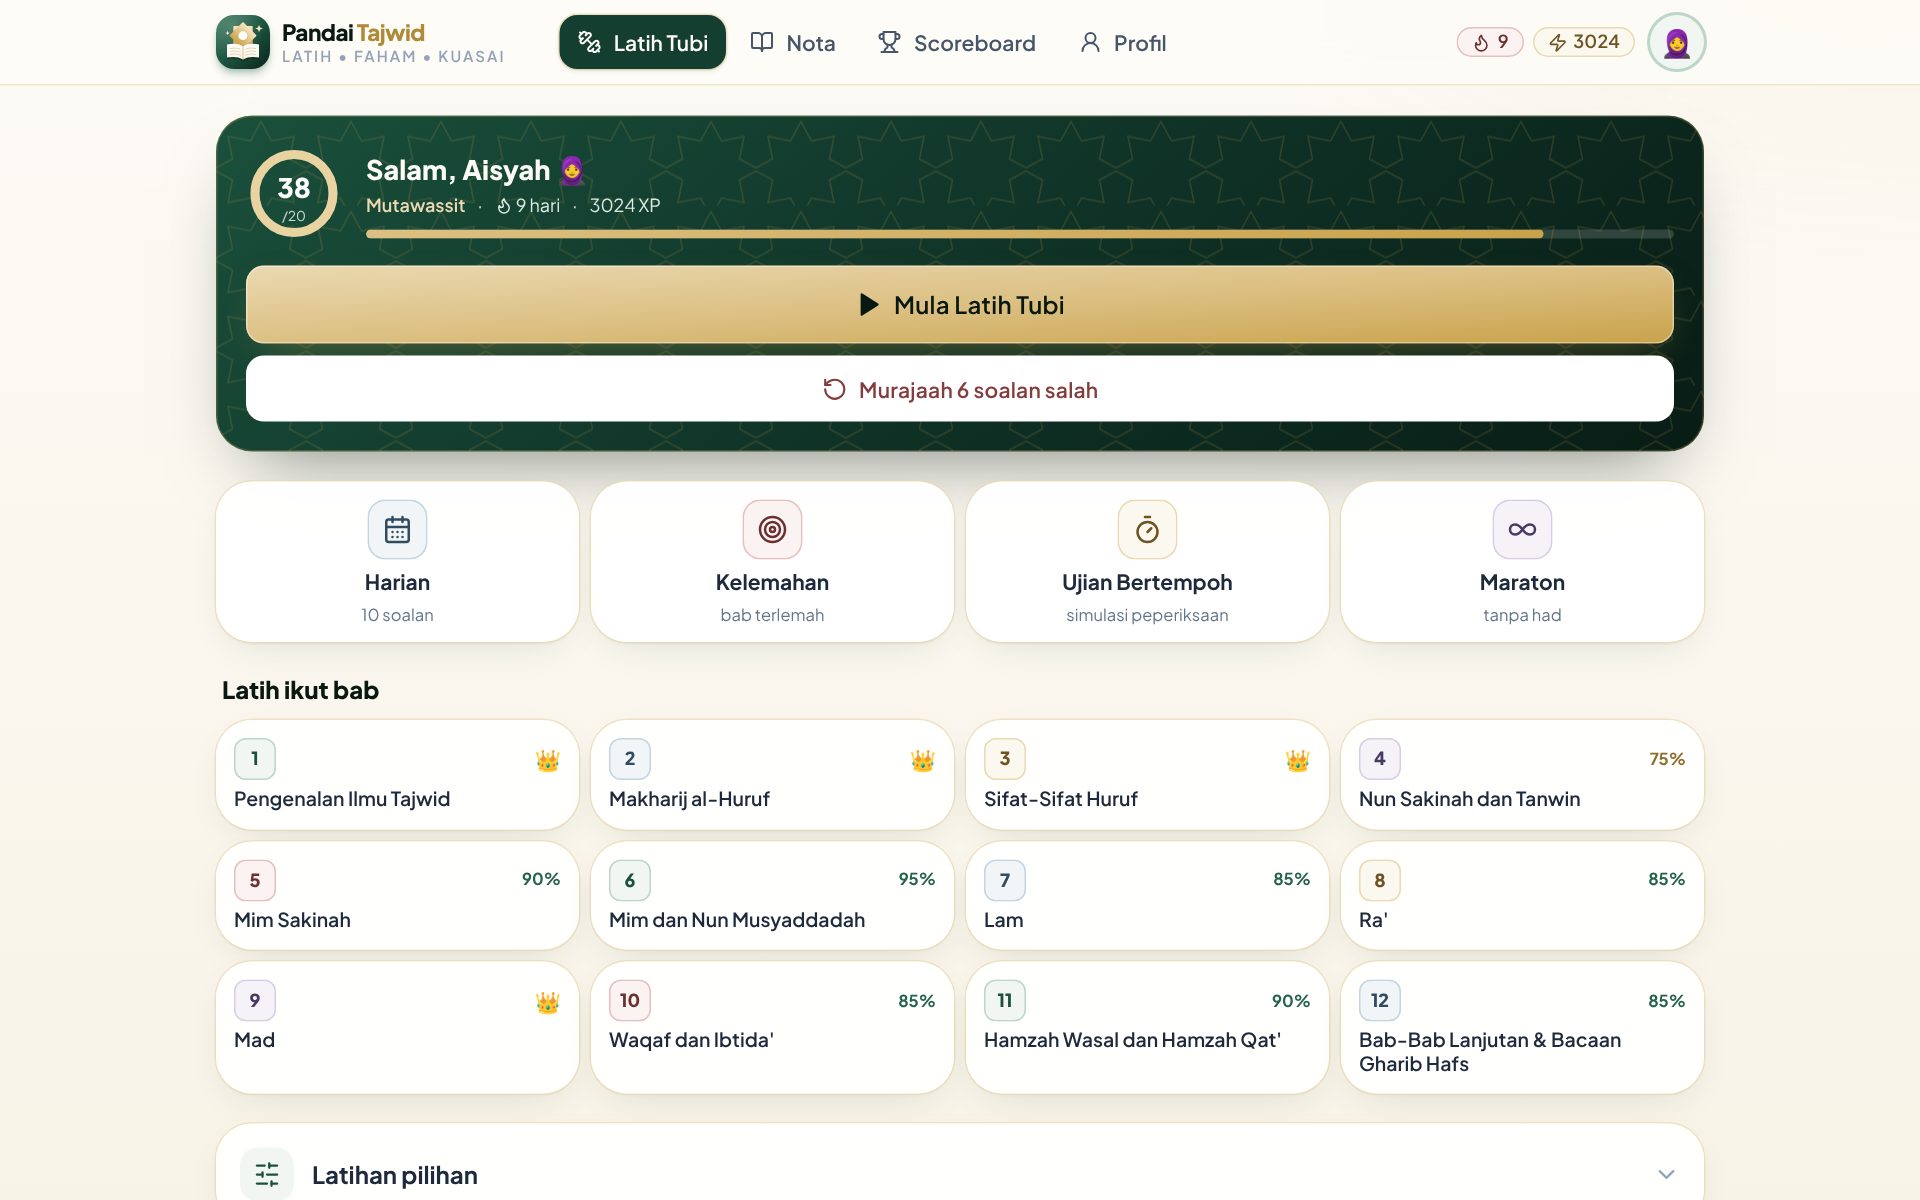 Pandai Tajwid
LATIH • FAHAM • KUASAI
Latih Tubi
Nota
Scoreboard
Profil
9
3024
38
/20
Salam, Aisyah
Mutawassit · 9 hari · 3024 XP
Mula Latih Tubi
Murajaah 6 soalan salah
Harian
10 soalan
Kelemahan
bab terlemah
Ujian Bertempoh
simulasi peperiksaan
Maraton
tanpa had
Latih ikut bab
1
Pengenalan Ilmu Tajwid
2
Makharij al-Huruf
3
Sifat-Sifat Huruf
4
75%
Nun Sakinah dan Tanwin
5
90%
Mim Sakinah
6
95%
Mim dan Nun Musyaddadah
7
85%
Lam
8
85%
Ra'
9
Mad
10
85%
Waqaf dan Ibtida'
11
90%
Hamzah Wasal dan Hamzah Qat'
12
85%
Bab-Bab Lanjutan & Bacaan
Gharib Hafs
Latihan pilihan